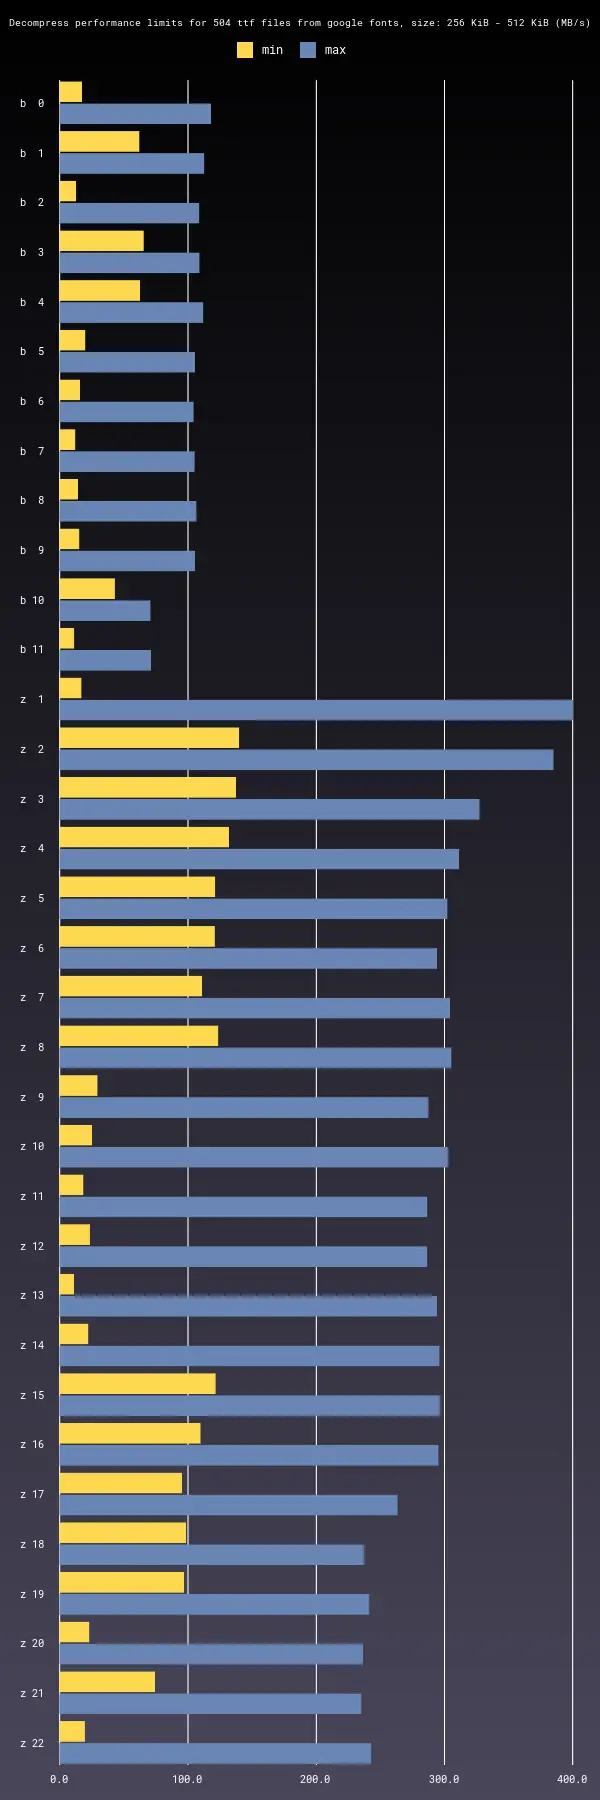 Decompress performance limits for 504 ttf files from google fonts, size: 256 KiB - 512 KiB (MB/s)
min max
b 0
b 1
b 2
b 3
b 4
b 5
b 6
b 7
b 8
b 9
b 10
b 11
z 1
z 2
z 3
z 4
z 5
z 6
z 7
z 8
z 9
z 10
z 11
z 12
z 13
z 14
z 15
z 16
z 17
z 18
z 19
z 20
z 21
z 22
0.0 100.0 200.0 300.0 400.0